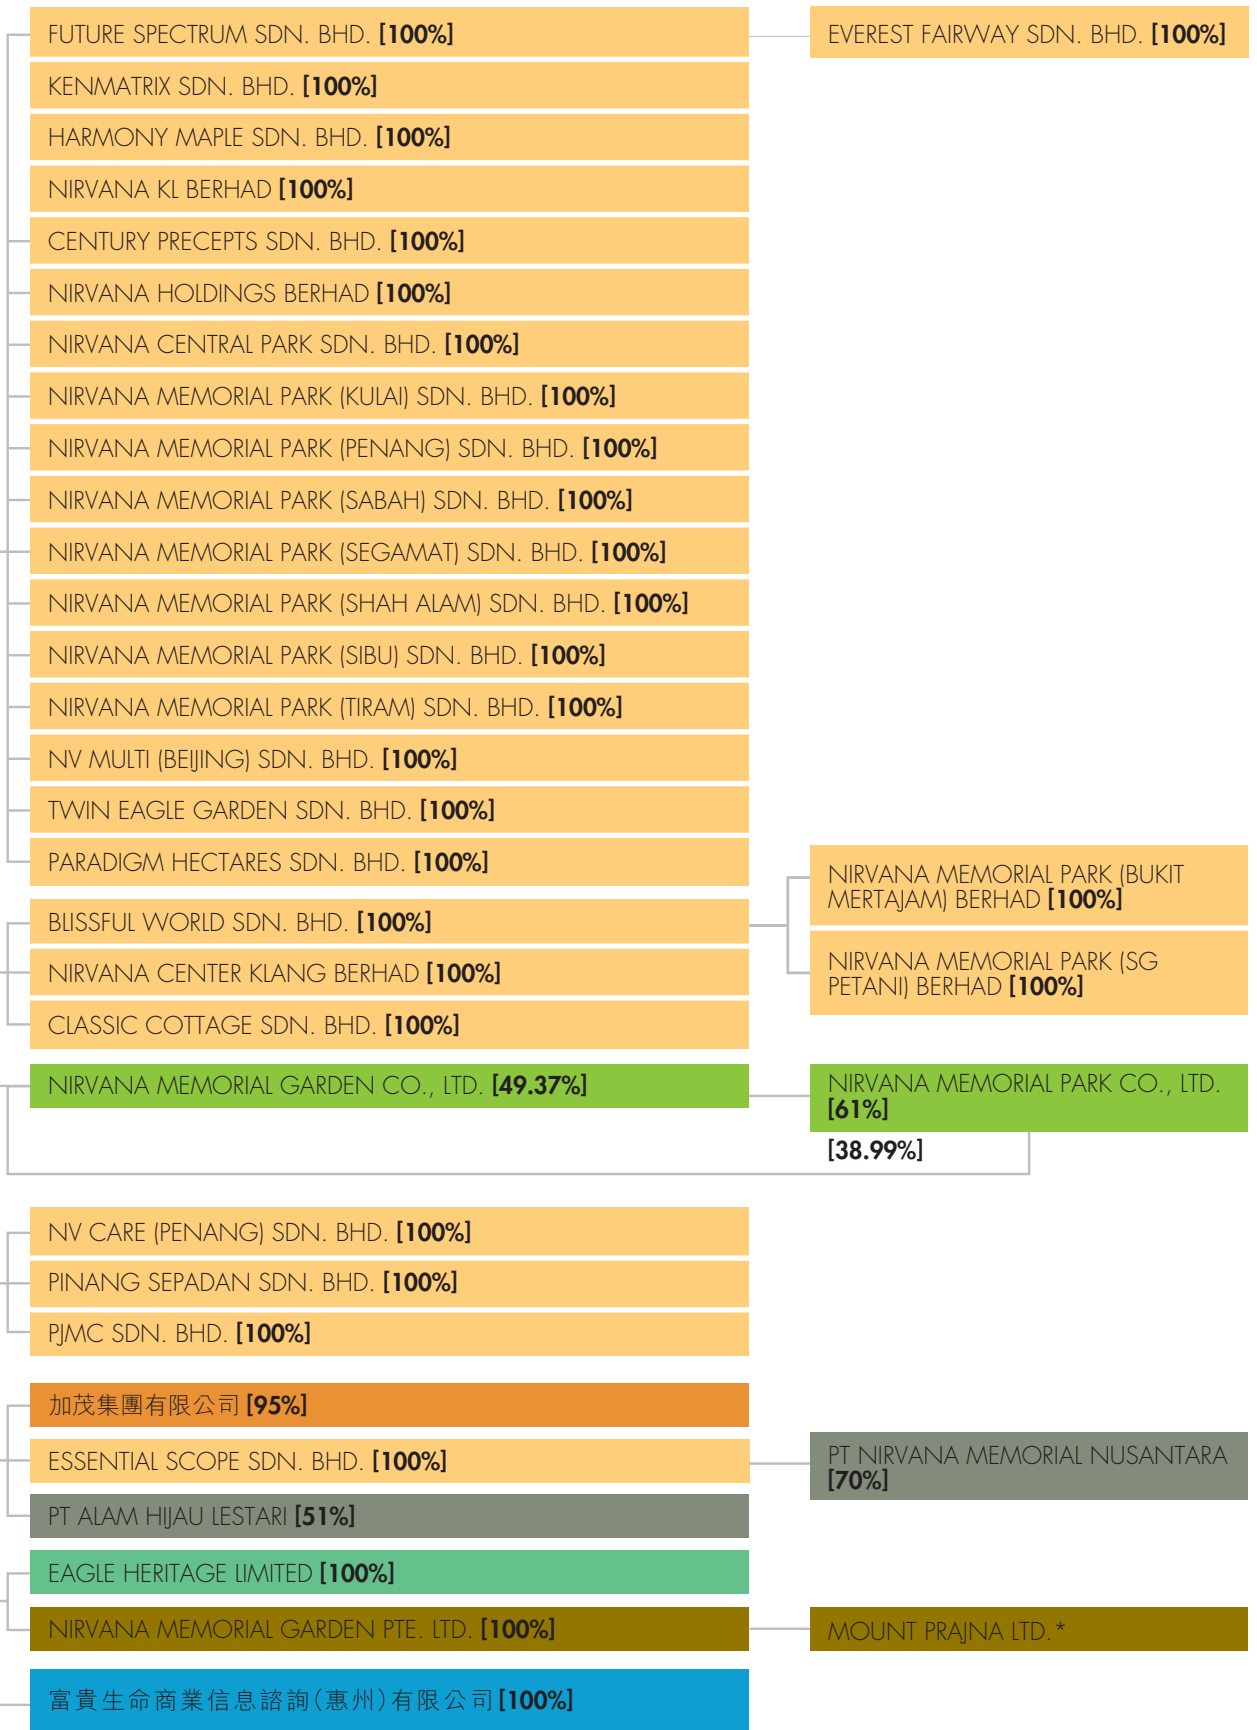 FUTURE SPECTRUM SDN. BHD. [100%]
EVEREST FAIRWAY SDN. BHD. [100%]
KENMATRIX SDN. BHD. [100%]
HARMONY MAPLE SDN. BHD. [100%]
NIRVANA KL BERHAD [100%]
CENTURY PRECEPTS SDN. BHD. [100%]
NIRVANA HOLDINGS BERHAD [100%]
NIRVANA CENTRAL PARK SDN. BHD. [100%]
NIRVANA MEMORIAL PARK (KULAI) SDN. BHD. [100%]
NIRVANA MEMORIAL PARK (PENANG) SDN. BHD. [100%]
NIRVANA MEMORIAL PARK (SABAH) SDN. BHD. [100%]
NIRVANA MEMORIAL PARK (SEGAMAT) SDN. BHD. [100%]
NIRVANA MEMORIAL PARK (SHAH ALAM) SDN. BHD. [100%]
NIRVANA MEMORIAL PARK (SIBU) SDN. BHD. [100%]
NIRVANA MEMORIAL PARK (TIRAM) SDN. BHD. [100%]
NV MULTI (BEIJING) SDN. BHD. [100%]
TWIN EAGLE GARDEN SDN. BHD. [100%]
PARADIGM HECTARES SDN. BHD. [100%]
BLISSFUL WORLD SDN. BHD. [100%]
NIRVANA MEMORIAL PARK (BUKIT
MERTAJAM) BERHAD [100%]
NIRVANA MEMORIAL PARK (SG
PETANI) BERHAD [100%]
NIRVANA CENTER KLANG BERHAD [100%]
CLASSIC COTTAGE SDN. BHD. [100%]
NIRVANA MEMORIAL GARDEN CO., LTD. [49.37%]
NIRVANA MEMORIAL PARK CO., LTD.
[61%]
[38.99%]
NV CARE (PENANG) SDN. BHD. [100%]
PINANG SEPADAN SDN. BHD. [100%]
PJMC SDN. BHD. [100%]
加茂集團有限公司 [95%]
ESSENTIAL SCOPE SDN. BHD. [100%]
PT NIRVANA MEMORIAL NUSANTARA
[70%]
PT ALAM HIJAU LESTARI [51%]
EAGLE HERITAGE LIMITED [100%]
NIRVANA MEMORIAL GARDEN PTE. LTD. [100%]
MOUNT PRAJNA LTD.*
富貴生命商業信息諮詢(惠州)有限公司 [100%]